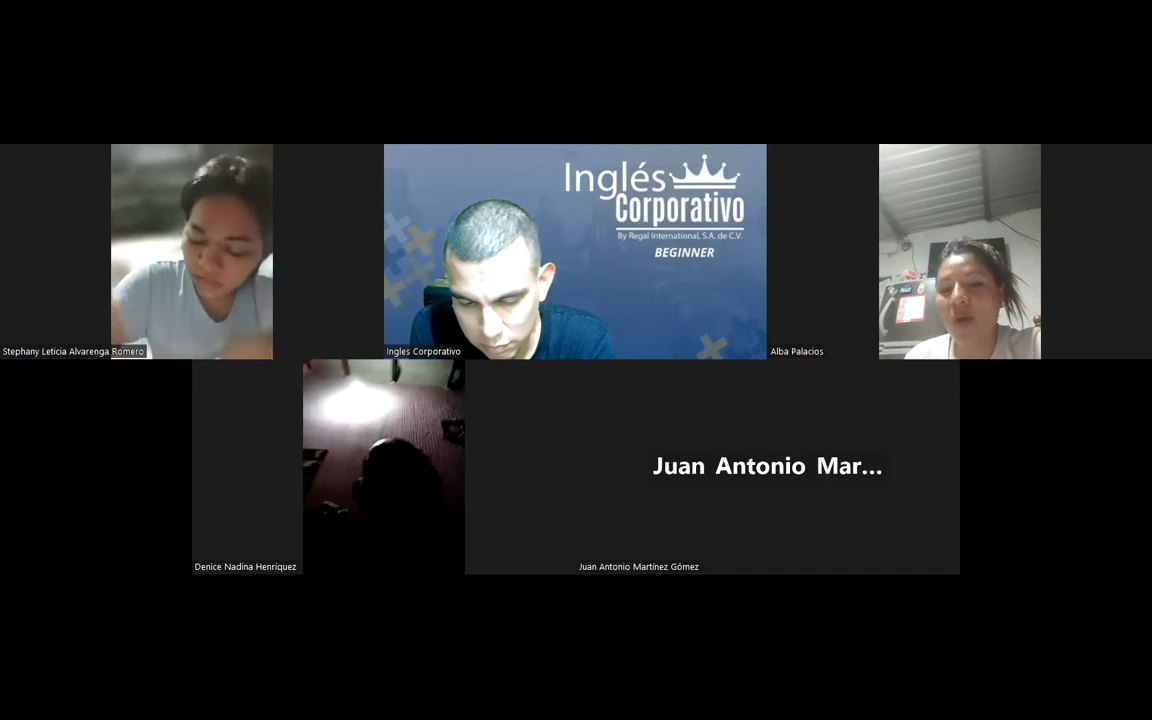 Inglés
Corporativo
By Regal International, S.A. de C.V.
BEGINNER
Stephany Leticia Alvarenga Romero
Ingles Corporativo
Alba Palacios
Juan Antonio Mar...
Denice Nadina Henriquez
Juan Antonio Martínez Gómez